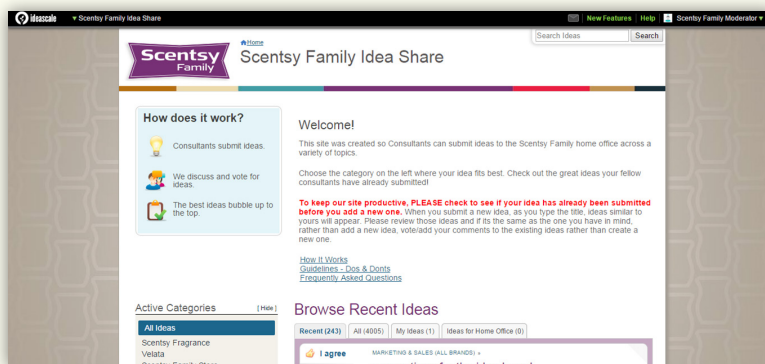 ideascale ▾ Scentsy Family Idea Share New Features | Help | Scentsy Family Moderator ▾
Search Ideas Search
Home
Scentsy Family
Scentsy Family Idea Share
How does it work?
Consultants submit ideas.
We discuss and vote for
ideas.
The best ideas bubble up to
the top.
Welcome!
This site was created so Consultants can submit ideas to the Scentsy Family home office across a
variety of topics.
Choose the category on the left where your idea fits best. Check out the great ideas your fellow
consultants have already submitted!
To keep our site productive, PLEASE check to see if your idea has already been submitted
before you add a new one. When you submit a new idea, as you type the title, ideas similar to
yours will appear. Please review those ideas and if its the same as the one you have in mind,
rather than add a new idea, vote/add your comments to the existing ideas rather than create a
new one.
How It Works
Guidelines - Dos & Donts
Frequently Asked Questions
Active Categories [ Hide ]
All Ideas
Scentsy Fragrance
Velata
Browse Recent Ideas
Recent (243) All (4005) My Ideas (1) Ideas for Home Office (0)
I agree MARKETING & SALES (ALL BRANDS) »